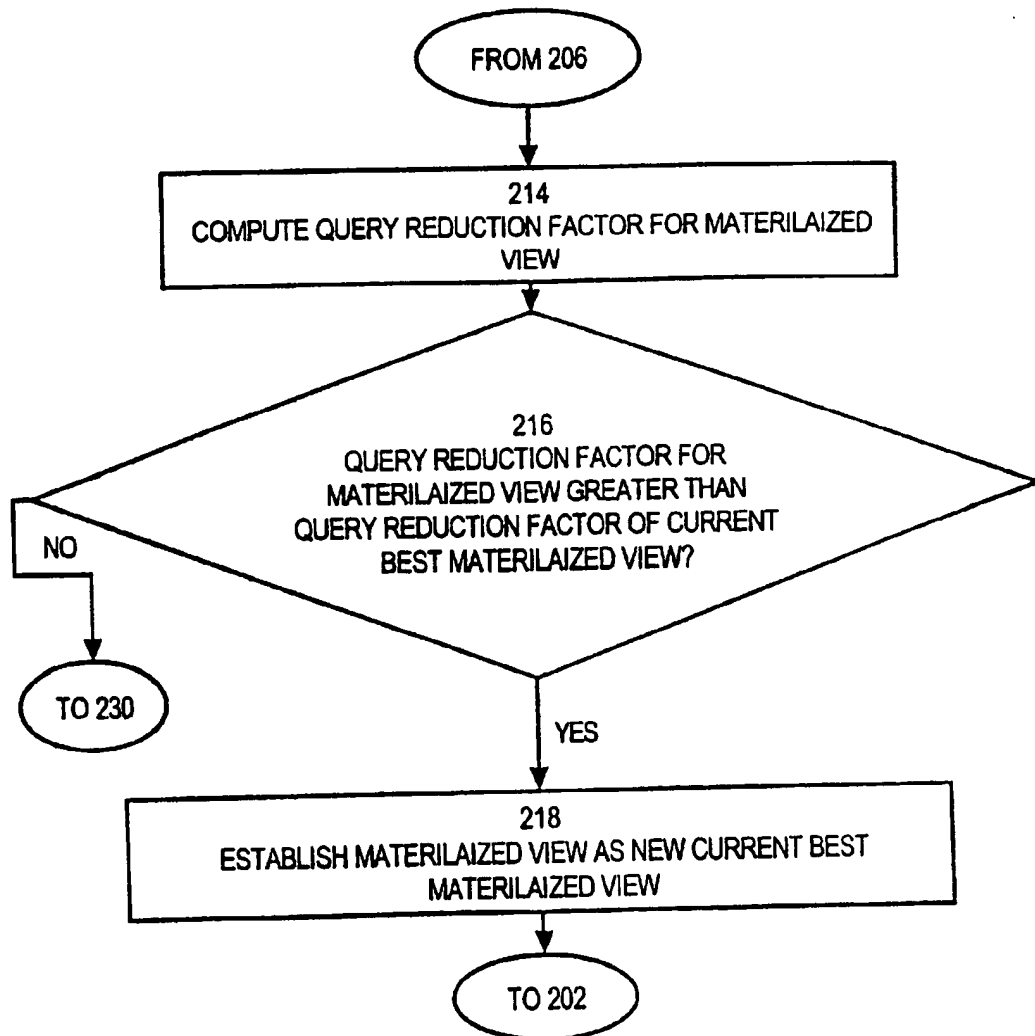 FROM 206
214
COMPUTE QUERY REDUCTION FACTOR FOR MATERILAIZED
VIEW
216
QUERY REDUCTION FACTOR FOR
MATERILAIZED VIEW GREATER THAN
QUERY REDUCTION FACTOR OF CURRENT
BEST MATERILAIZED VIEW?
NO
TO 230
YES
218
ESTABLISH MATERILAIZED VIEW AS NEW CURRENT BEST
MATERILAIZED VIEW
TO 202